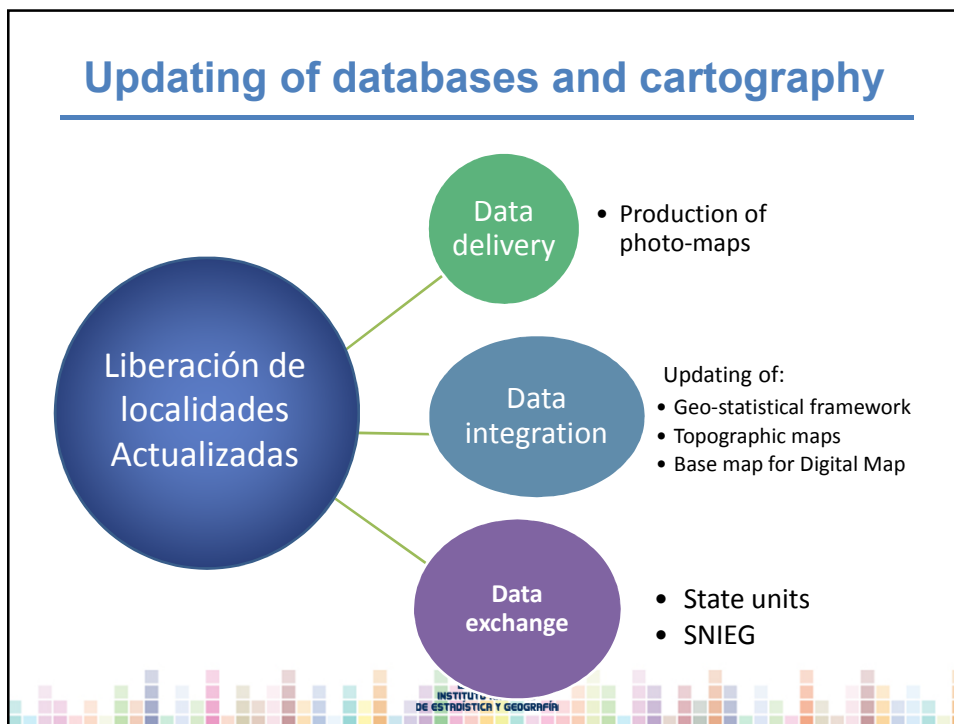 Updating of databases and cartography
Data
delivery
• Production of
photo-maps
Liberación de
localidades
Actualizadas
Data
integration
Updating of:
• Geo-statistical framework
• Topographic maps
• Base map for Digital Map
Data
exchange
• State units
• SNIEG
INSTITUTO
DE ESTADÍSTICA Y GEOGRAFÍA